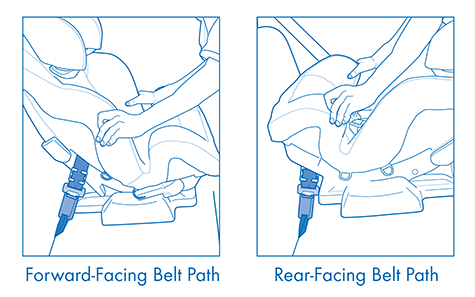 Forward-Facing Belt Path
Rear-Facing Belt Path